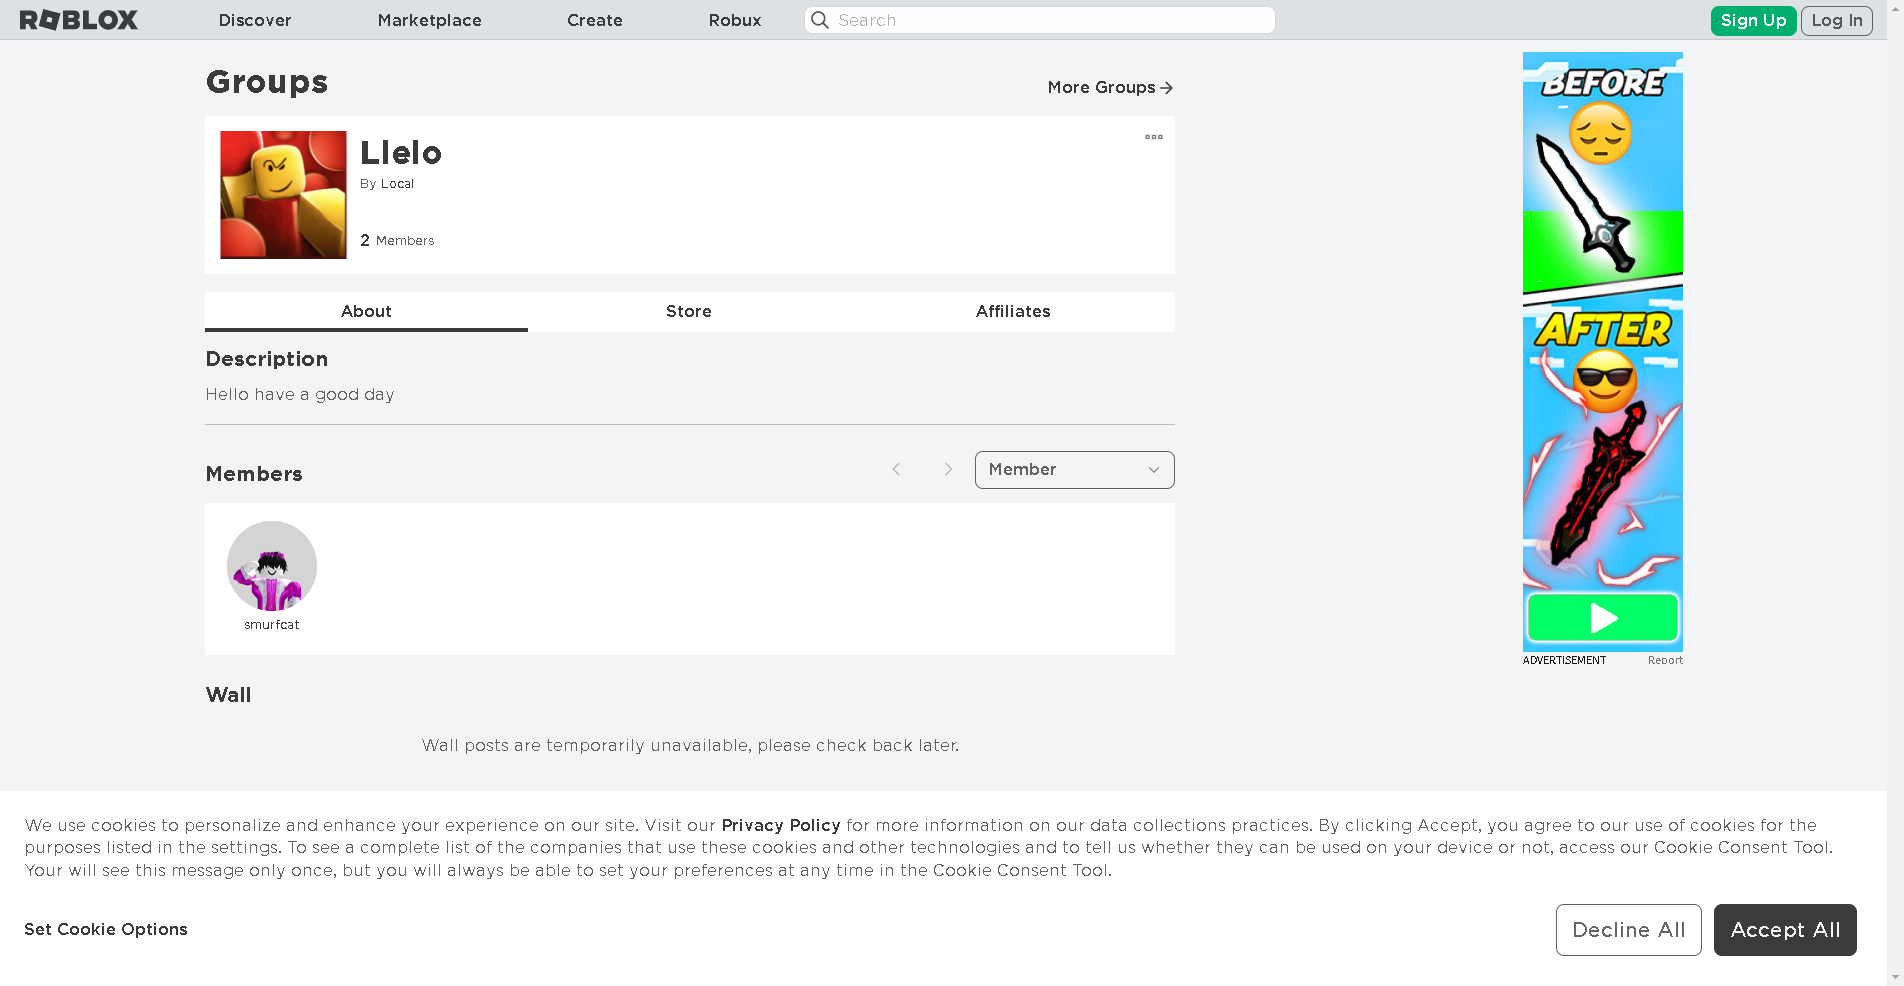 ROBLOX
Discover
Marketplace
Create
Robux
Search
Sign Up
Log In
Groups
More Groups
Llelo
By Local
2 Members
About
Store
Affiliates
Description
Hello have a good day
Members
Member
smurfcat
Wall
Wall posts are temporarily unavailable, please check back later.
BEFORE
AFTER
ADVERTISEMENT
Report
We use cookies to personalize and enhance your experience on our site. Visit our Privacy Policy for more information on our data collections practices. By clicking Accept, you agree to our use of cookies for the
purposes listed in the settings. To see a complete list of the companies that use these cookies and other technologies and to tell us whether they can be used on your device or not, access our Cookie Consent Tool.
Your will see this message only once, but you will always be able to set your preferences at any time in the Cookie Consent Tool.
Set Cookie Options
Decline All
Accept All